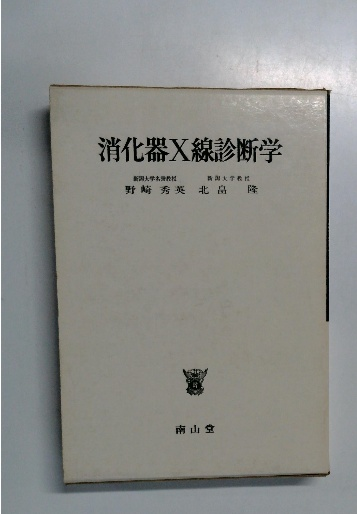 消化器X線診断学
新潟大学名誉教授　新潟大学教授
野崎秀英　北畠隆
南山堂